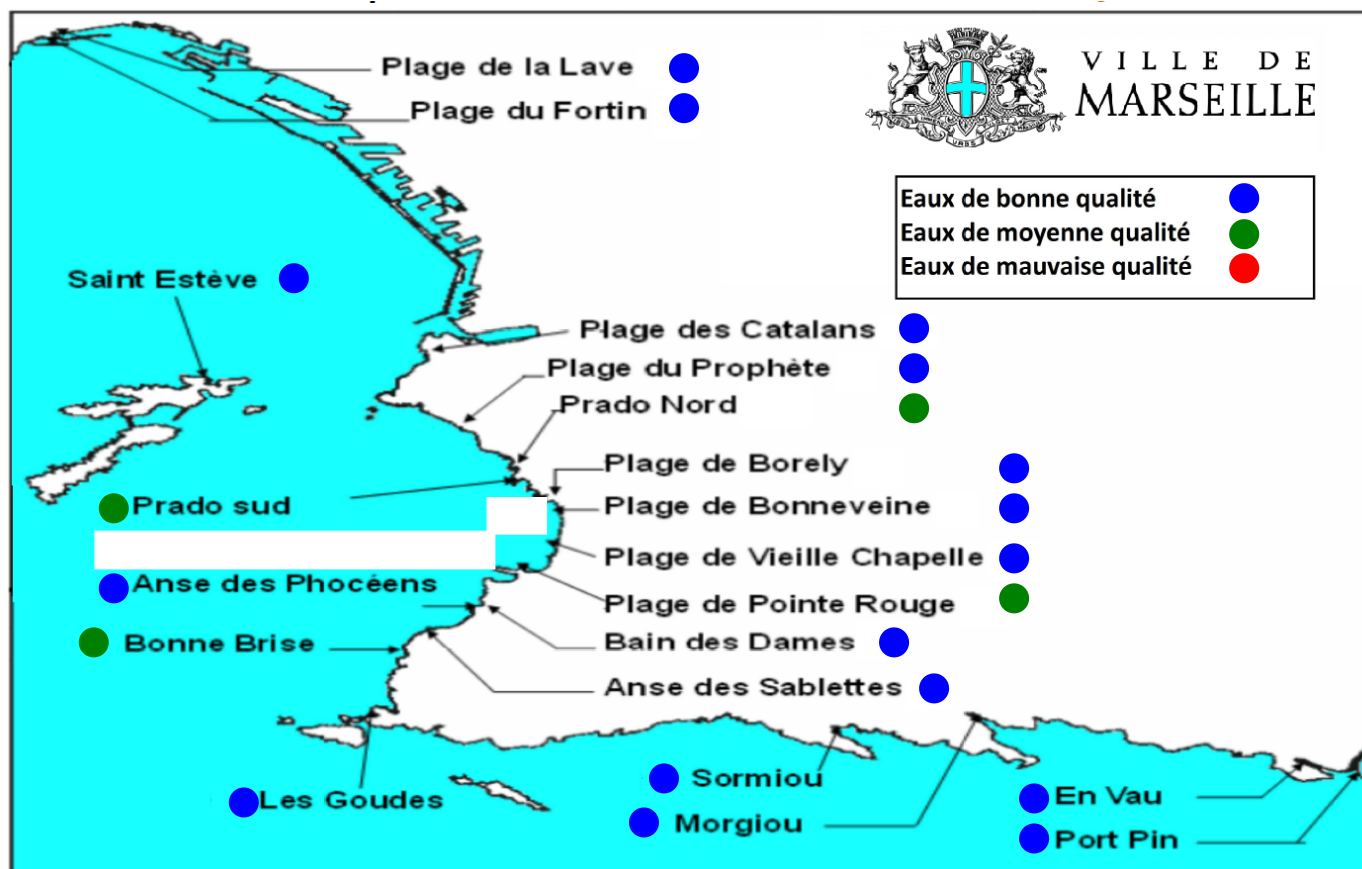 Plage de la Lave
Plage du Fortin
VILLE DE
MARSEILLE
Eaux de bonne qualité
Eaux de moyenne qualité
Eaux de mauvaise qualité
Saint Estève
Plage des Catalans
Plage du Prophète
Prado Nord
Plage de Borely
Prado sud
Plage de Bonneveine
Plage de Vieille Chapelle
Anse des Phocéens
Plage de Pointe Rouge
Bonne Brise
Bain des Dames
Anse des Sablettes
Les Goudes
Sormiou
Morgiou
En Vau
Port Pin